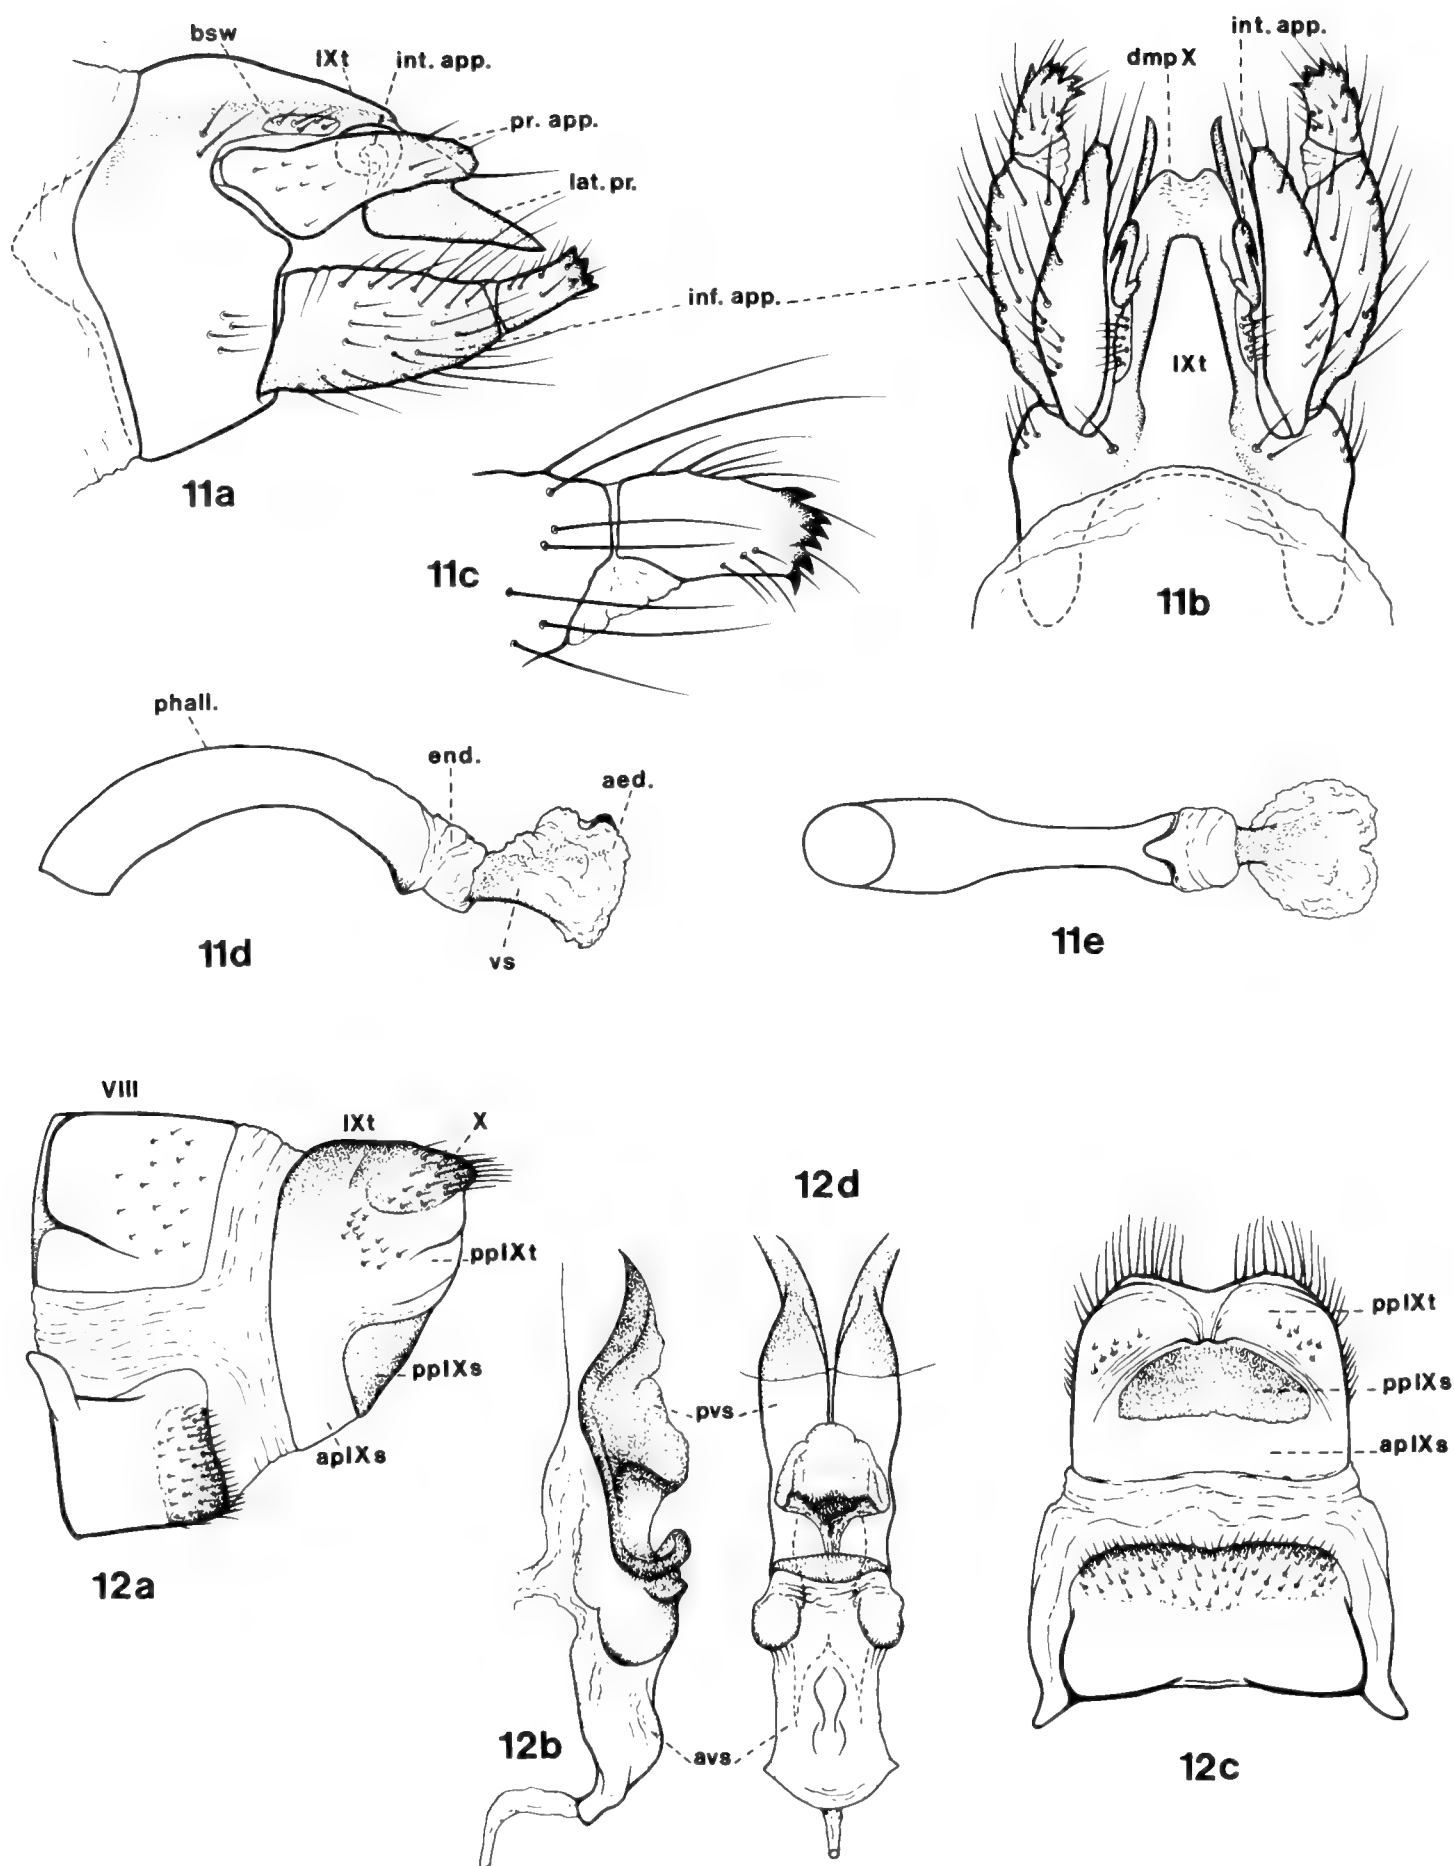 bsw
IXt
int. app.
pr. app.
lat. pr.
inf. app.
11a
int. app.
dmp X
IXt
11b
11c
phall.
end.
aed.
vs
11d
11e
VIII
IXt
X
ppIXt
ppIXs
apIXs
12a
12d
pvs
avs
12b
ppIXt
ppIXs
apIXs
12c